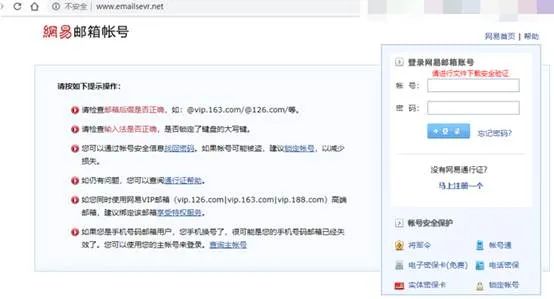 不安全 | www.emailsevr.net
網易邮箱帐号
网易首页 | 帮助
请按如下提示操作：
请检查邮箱后缀是否正确，如：@vip.163.com/@126.com/等。
请检查输入法是否正确，是否锁定了键盘的大写键。
您可以通过帐号安全信息找回密码。如果帐号可能被盗，建议锁定帐号，以减少
损失。
如仍有问题，您可以查阅通行证帮助。
如您同时使用网易VIP邮箱（vip.126.com|vip.163.com|vip.188.com）高端
邮箱，建议绑定该邮箱享受特权服务。
如果您是手机号码邮箱用户，您手机换号了，很可能是您的手机号码邮箱已经失
效了。您可以使用您的主帐号来登录。查询主帐号
登录网易邮箱账号
请进行文件下载安全验证
帐 号：
密 码：
登 录
忘记密码?
没有网易通行证?
马上注册一个
帐号安全保护
将军令
帐号通
电子密保卡(免费)
电话密保
实体密保卡
锁定帐号